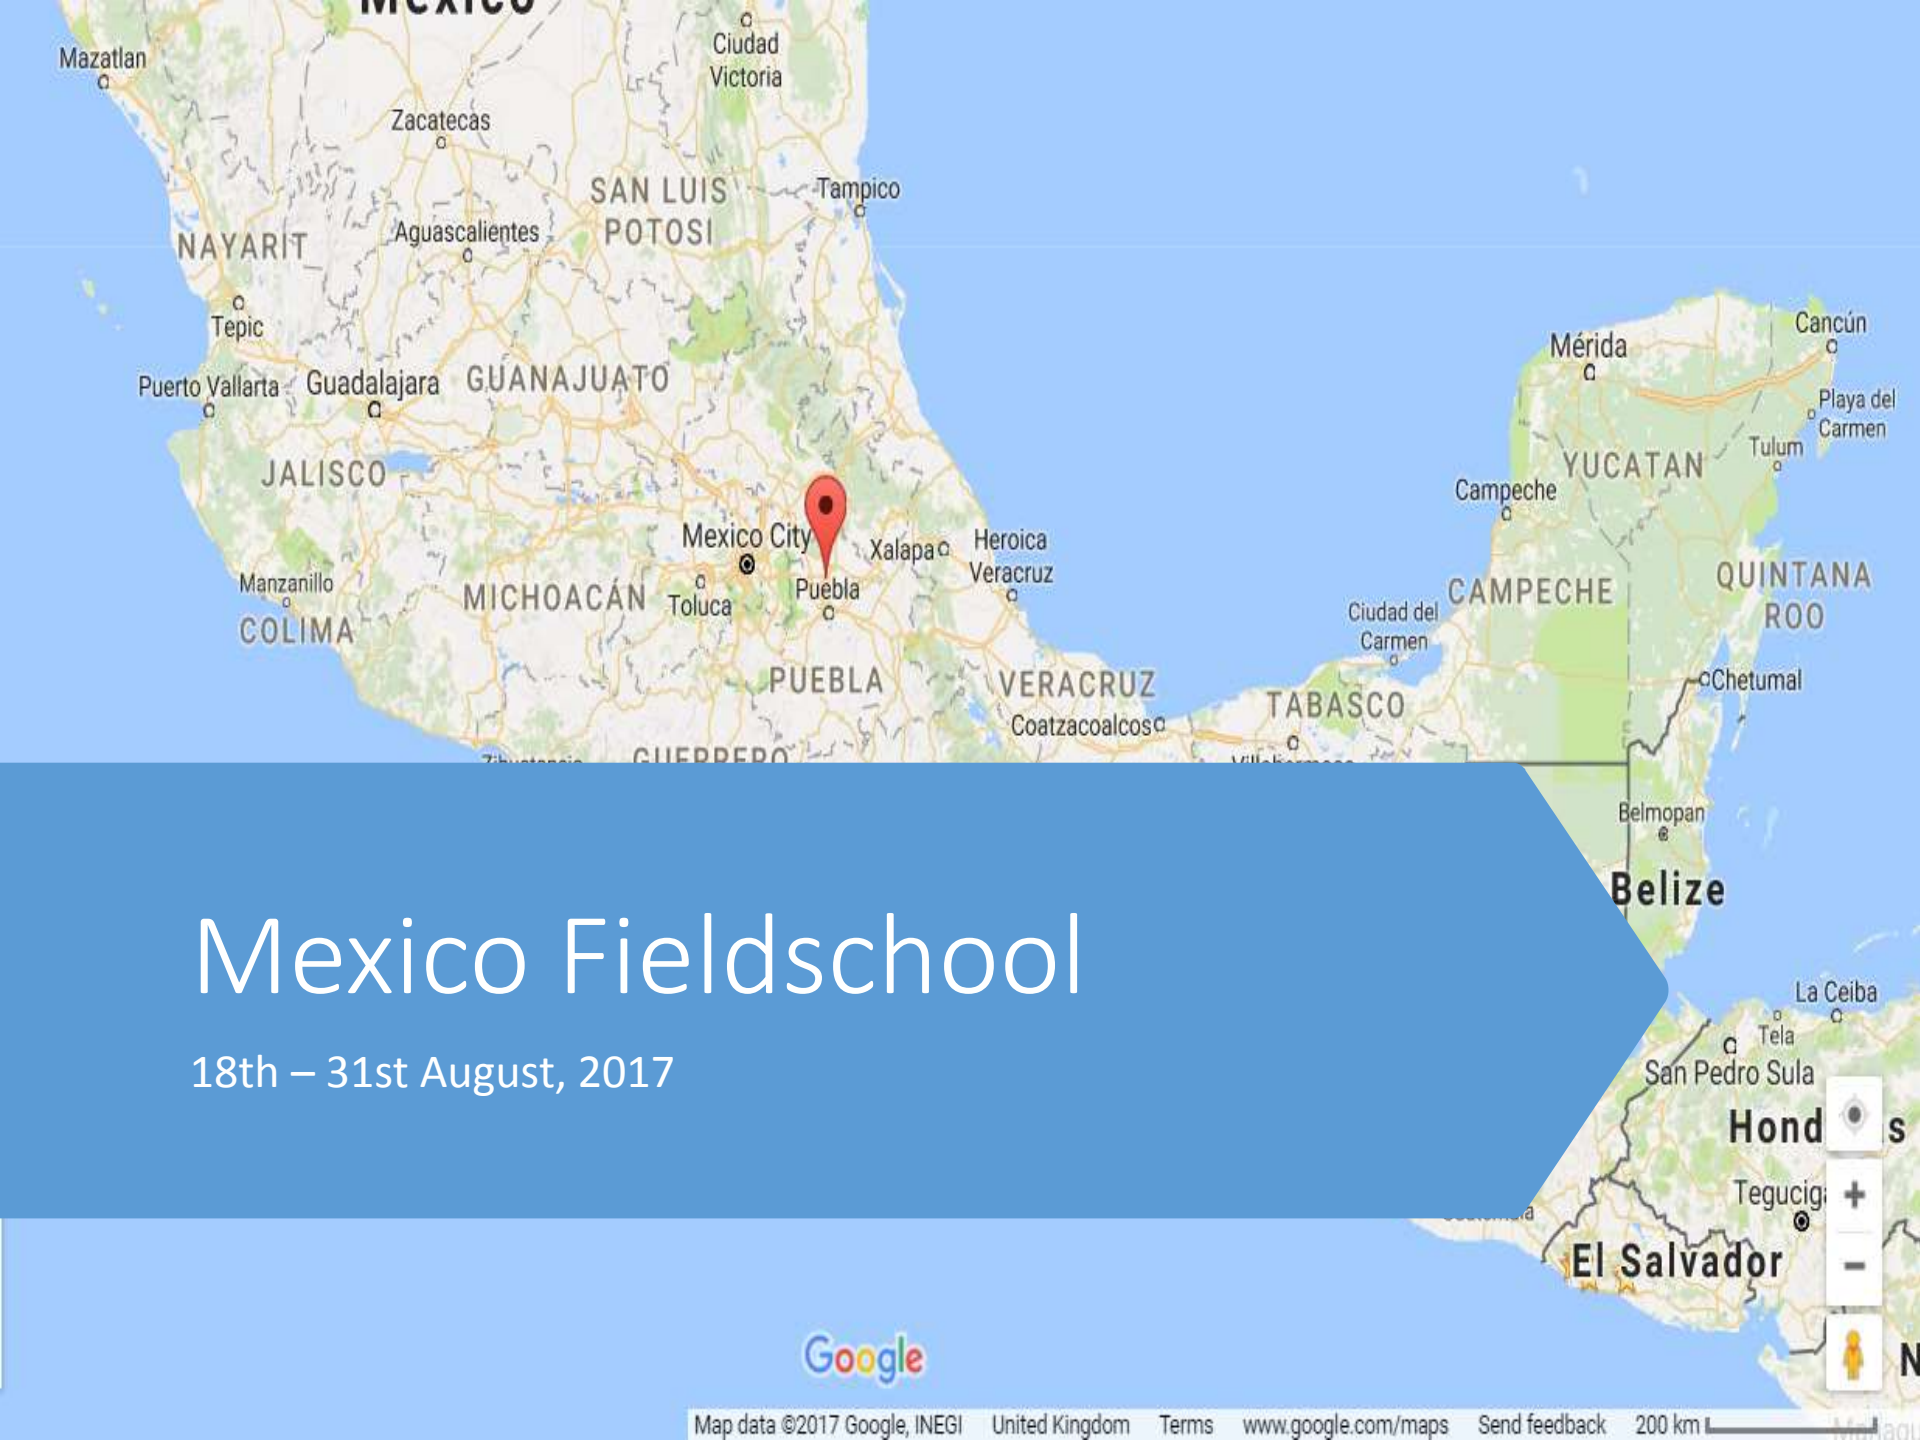 Mexico
Mazatlan
Ciudad
Victoria
Zacatecas
SAN LUIS
POTOSI
Tampico
NAYARIT
Aguascalientes
Tepic
Cancún
Mérida
Puerto Vallarta
Guadalajara
GUANAJUATO
Playa del
Carmen
JALISCO
YUCATAN
Tulum
Campeche
Mexico City
Xalapa
Heroica
Veracruz
Manzanillo
COLIMA
MICHOACÁN
Toluca
Puebla
CAMPECHE
QUINTANA
ROO
Ciudad del
Carmen
PUEBLA
VERACRUZ
Chetumal
TABASCO
Coatzacoalcos
GUERRERO
Belmopan
Belize
Mexico Fieldschool
18th – 31st August, 2017
La Ceiba
Tela
San Pedro Sula
Hond s
Tegucig
El Salvador
N
Google
Map data ©2017 Google, INEGI United Kingdom Terms www.google.com/maps Send feedback 200 km